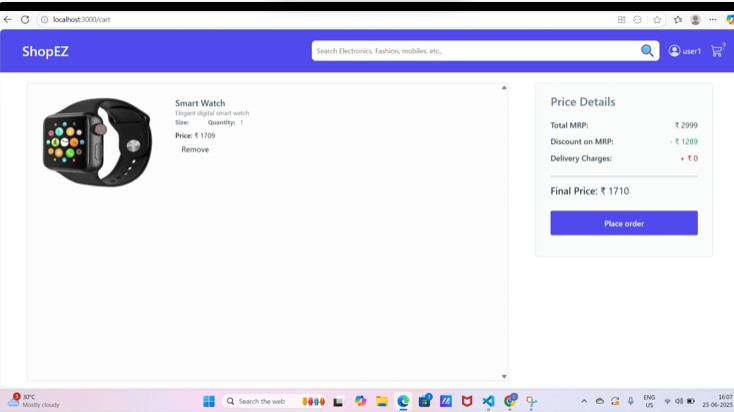 localhost:3000/cart
ShopEZ
Search Electronics, Fashion, mobiles, etc.,
user1
Smart Watch
Elegant digital smart watch
Size: Quantity: 1
Price: ₹ 1709
Remove
Price Details
Total MRP: ₹ 2999
Discount on MRP: - ₹ 1289
Delivery Charges: + ₹ 0
Final Price: ₹ 1710
Place order
30°C
Mostly cloudy
Search the web
ENG
US
16:07
25-06-2025